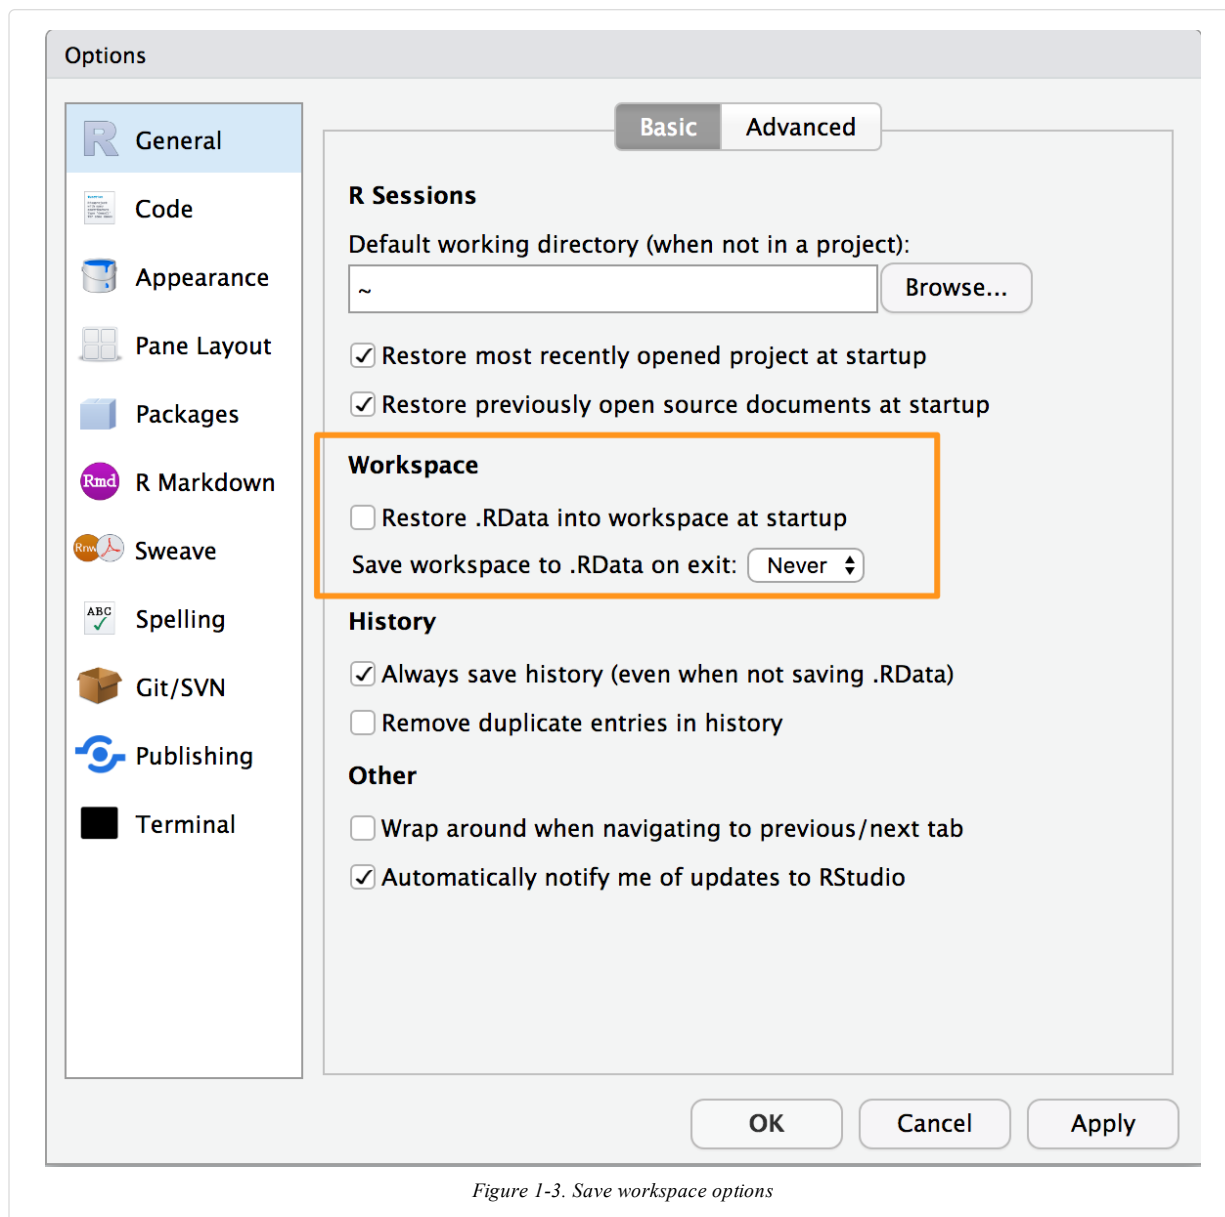 Options
General
Code
Appearance
Pane Layout
Packages
Rmd
R Markdown
Rnw
Sweave
ABC
Spelling
Git/SVN
Publishing
Terminal
Basic
Advanced
R Sessions
Default working directory (when not in a project):
~
Browse...
Restore most recently opened project at startup
Restore previously open source documents at startup
Workspace
Restore .RData into workspace at startup
Save workspace to .RData on exit: Never
History
Always save history (even when not saving .RData)
Remove duplicate entries in history
Other
Wrap around when navigating to previous/next tab
Automatically notify me of updates to RStudio
OK
Cancel
Apply
Figure 1-3. Save workspace options